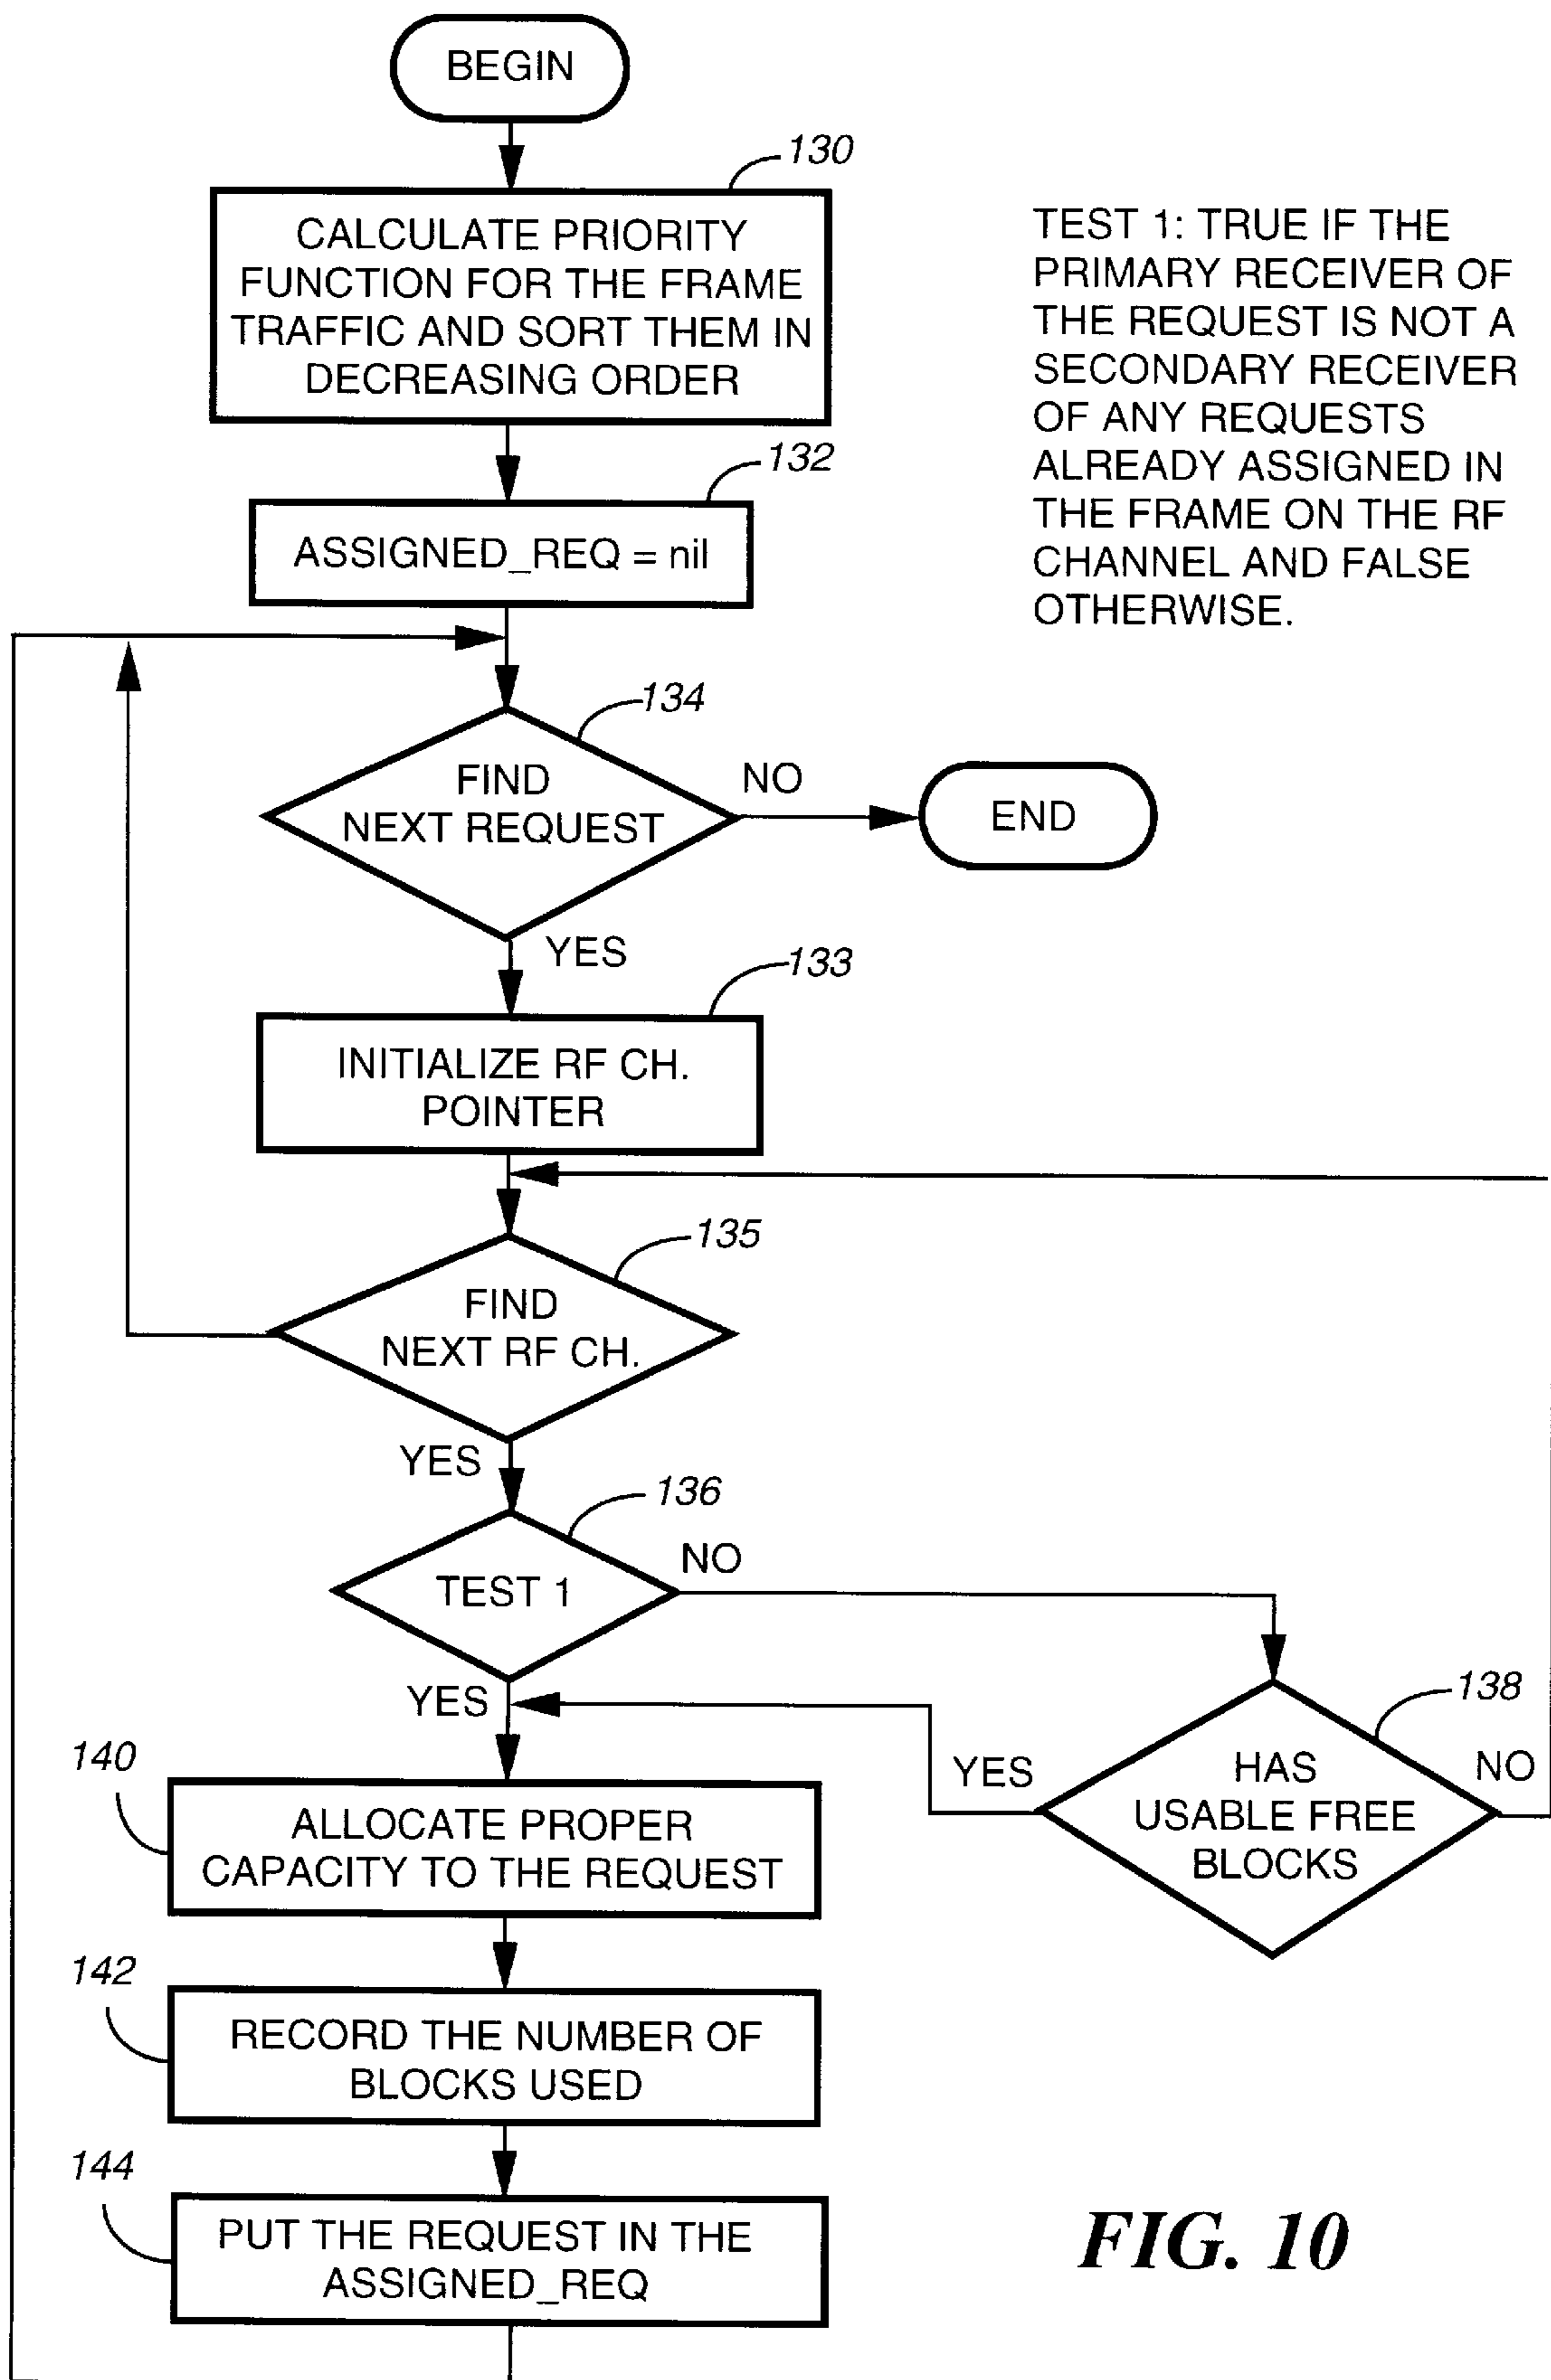 BEGIN
130
CALCULATE PRIORITY
FUNCTION FOR THE FRAME
TRAFFIC AND SORT THEM IN
DECREASING ORDER
TEST 1: TRUE IF THE
PRIMARY RECEIVER OF
THE REQUEST IS NOT A
SECONDARY RECEIVER
OF ANY REQUESTS
ALREADY ASSIGNED IN
THE FRAME ON THE RF
CHANNEL AND FALSE
OTHERWISE.
132
ASSIGNED_REQ = nil
134
FIND
NEXT REQUEST
NO
END
YES
133
INITIALIZE RF CH.
POINTER
135
FIND
NEXT RF CH.
YES
136
TEST 1
NO
YES
138
HAS
USABLE FREE
BLOCKS
YES
NO
140
ALLOCATE PROPER
CAPACITY TO THE REQUEST
142
RECORD THE NUMBER OF
BLOCKS USED
144
PUT THE REQUEST IN THE
ASSIGNED_REQ
FIG. 10